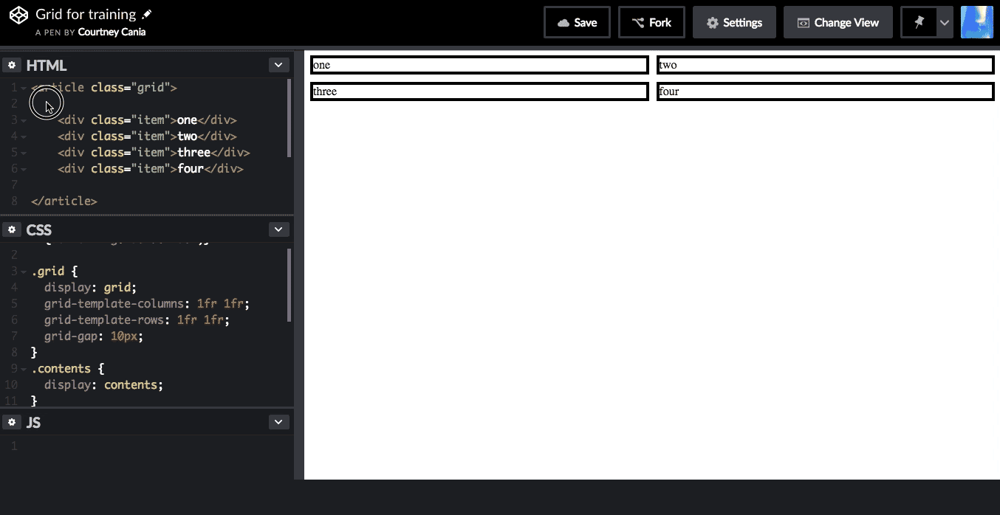 Grid for training
A PEN BY Courtney Cania
Save
Fork
Settings
Change View
HTML
1 <article class="grid">
2
3 <div class="item">one</div>
4 <div class="item">two</div>
5 <div class="item">three</div>
6 <div class="item">four</div>
7
8 </article>
CSS
2
3 .grid {
4 display: grid;
5 grid-template-columns: 1fr 1fr;
6 grid-template-rows: 1fr 1fr;
7 grid-gap: 10px;
8 }
9 .contents {
10 display: contents;
11 }
JS
1
one
two
three
four